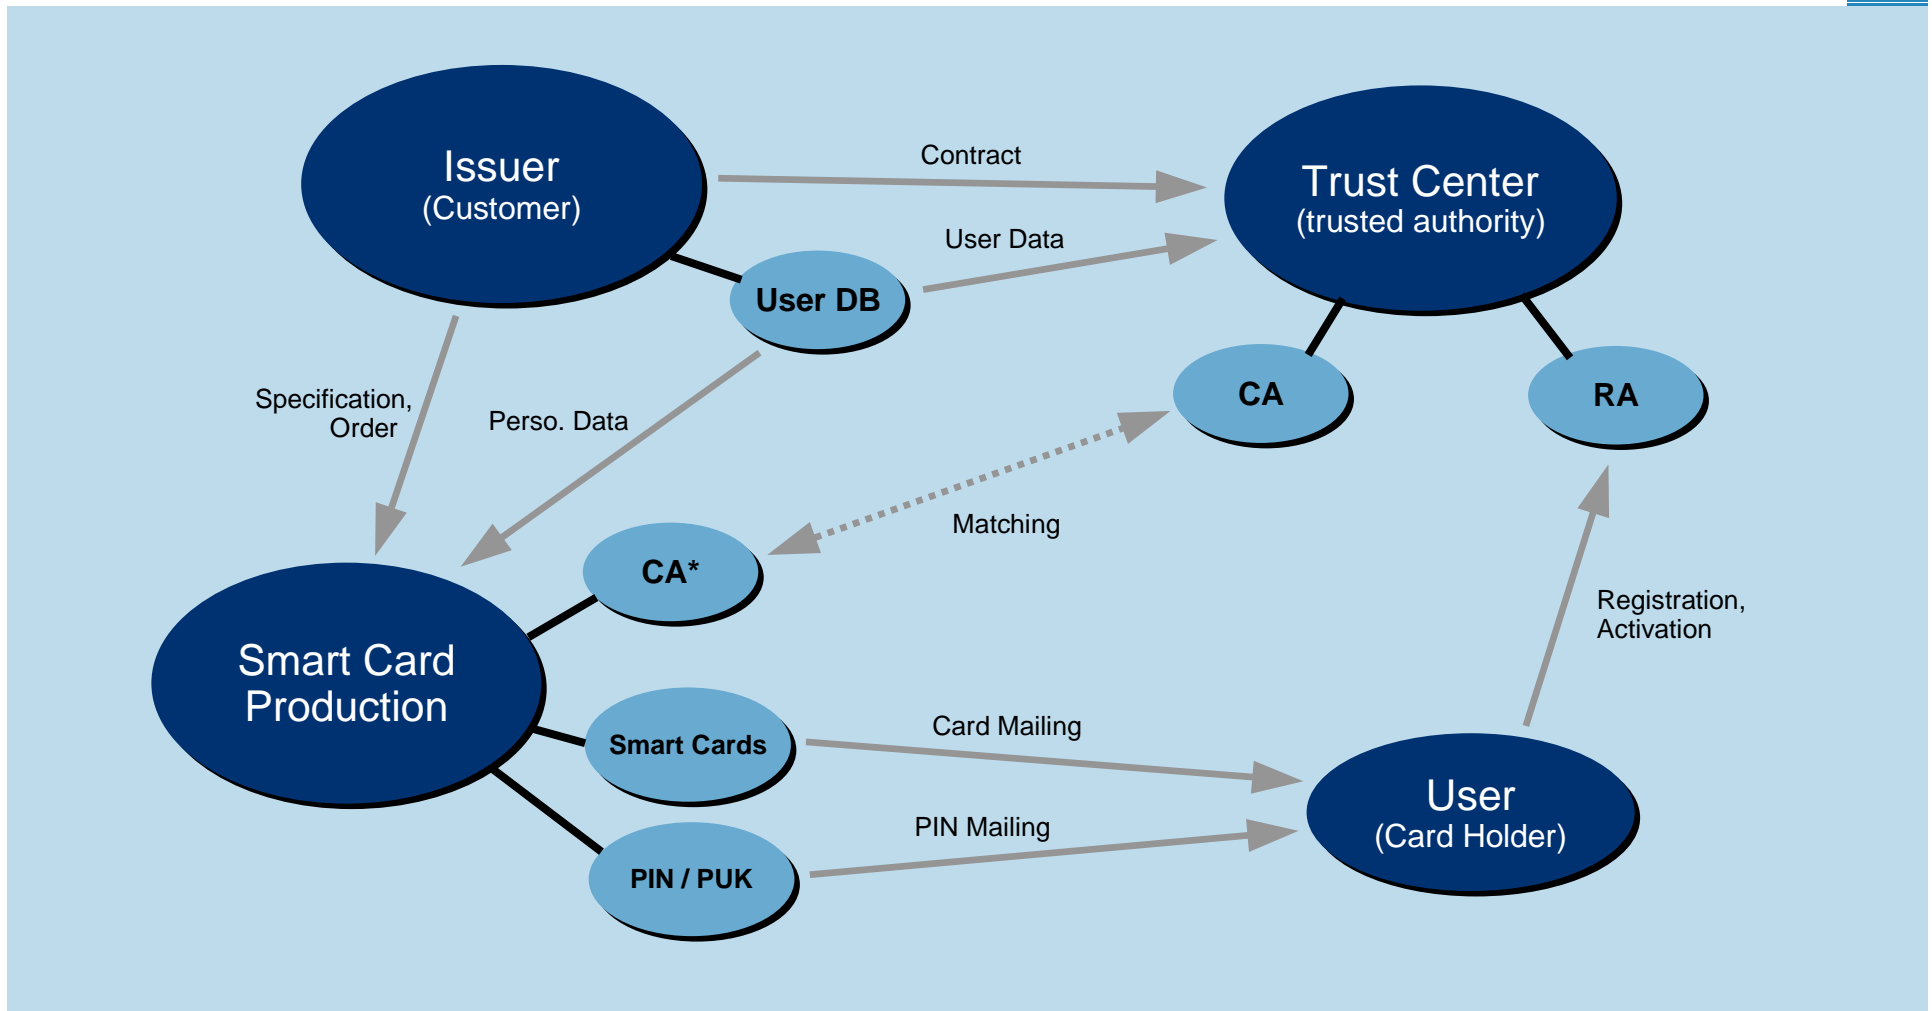 Issuer
(Customer)
Contract
Trust Center
(trusted authority)
User Data
User DB
CA
RA
Specification,
Order
Perso. Data
Matching
CA*
Registration,
Activation
Smart Card
Production
Smart Cards
Card Mailing
User
(Card Holder)
PIN Mailing
PIN / PUK